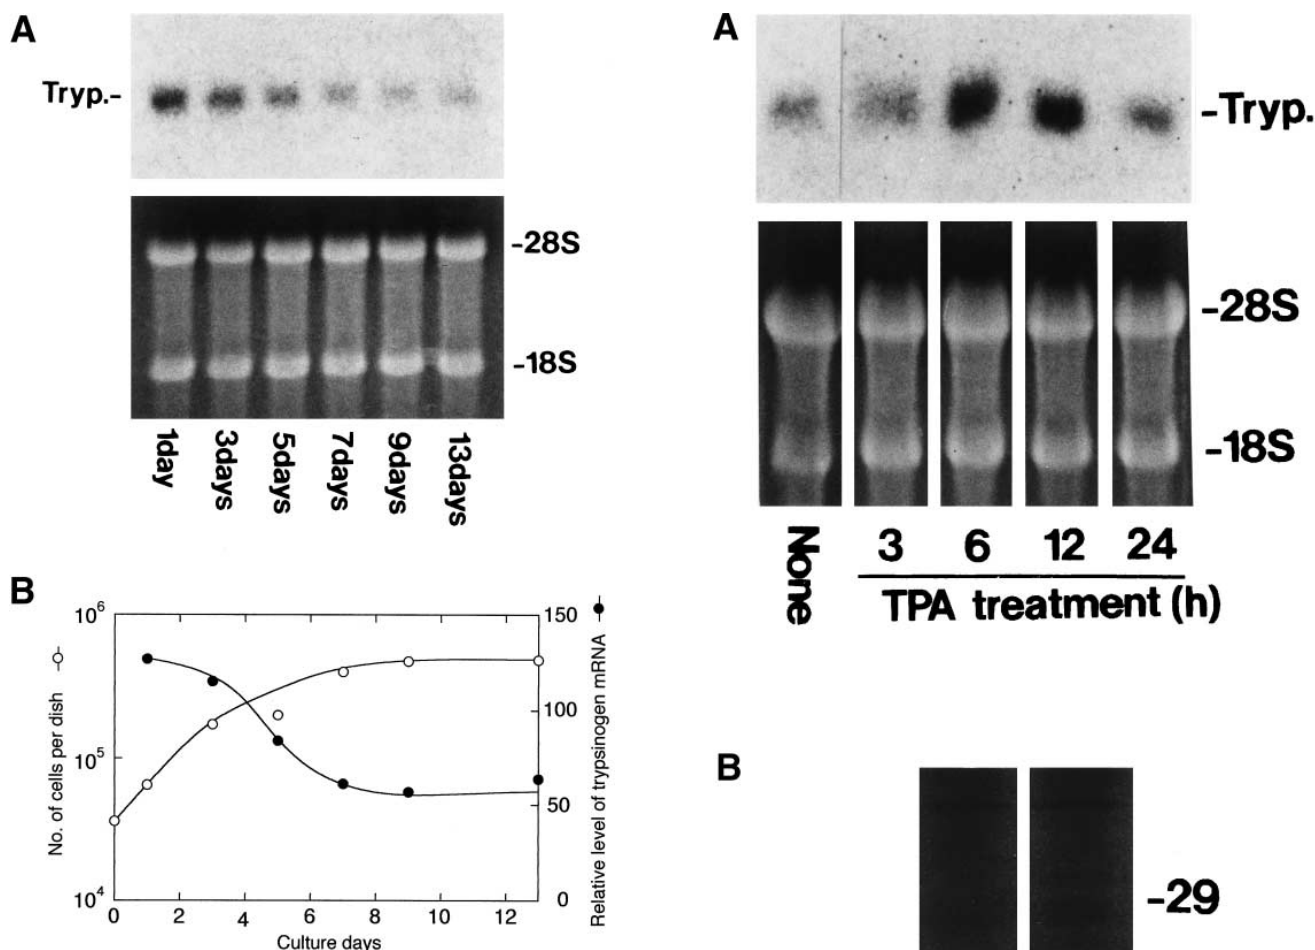 A
Tryp.-
-28S
-18S
1day
3days
5days
7days
9days
13days
B
10⁶
10⁵
10⁴
No. of cells per dish
150
100
50
0
Relative level of trypsinogen mRNA
0 2 4 6 8 10 12
Culture days
A
-Tryp.
-28S
-18S
None
3 6 12 24
TPA treatment (h)
B
-29